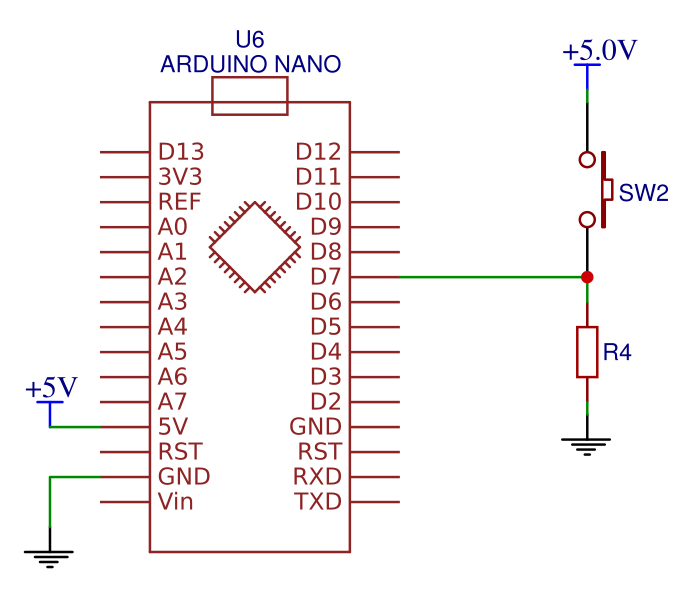 U6
ARDUINO NANO
+5.0V
D13 D12
3V3 D11
REF D10
A0 D9
A1 D8
SW2
A2 D7
A3 D6
A4 D5
A5 D4
R4
A6 D3
+5V
A7 D2
5V GND
RST RST
GND RXD
Vin TXD